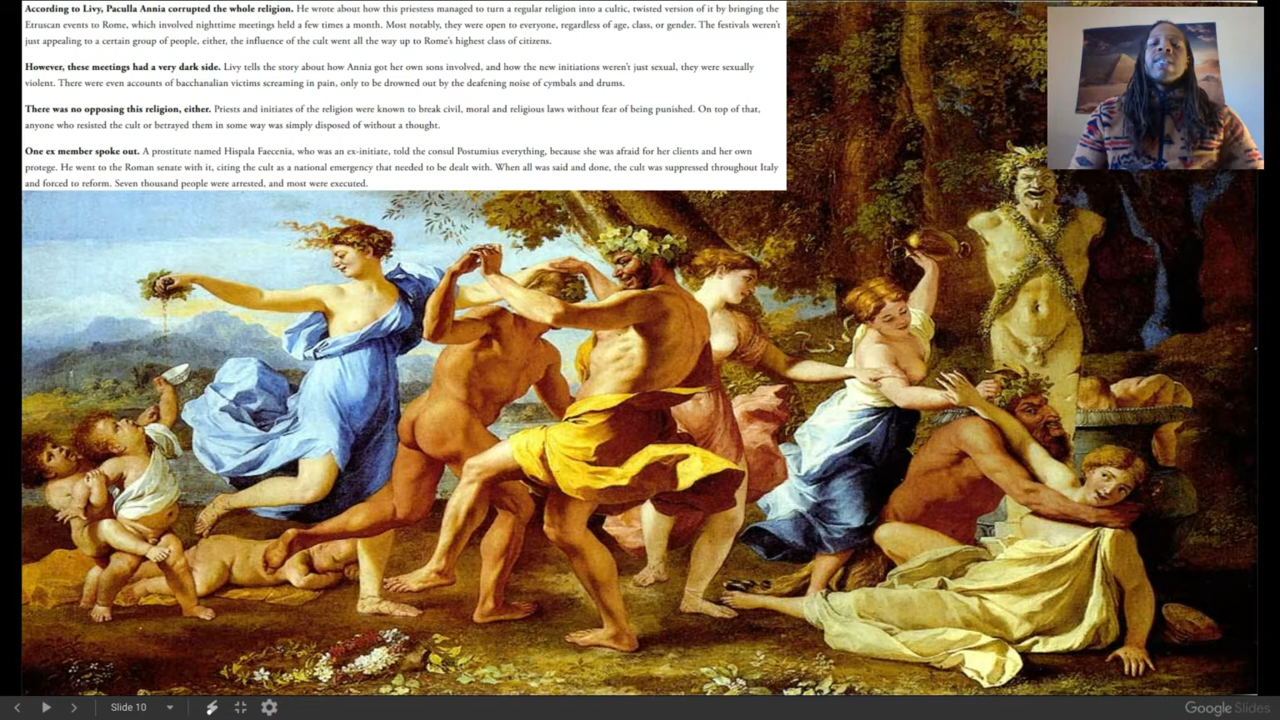 According to Livy, Paculla Annia corrupted the whole religion. He wrote about how this priestess managed to turn a regular religion into a cultic, twisted version of it by bringing the
Etruscan events to Rome, which involved nighttime meetings held a few times a month. Most notably, they were open to everyone, regardless of age, class, or gender. The festivals weren't
just appealing to a certain group of people, either, the influence of the cult went all the way up to Rome's highest class of citizens.
However, these meetings had a very dark side. Livy tells the story about how Annia got her own sons involved, and how the new initiations weren't just sexual, they were sexually
violent. There were even accounts of bacchanalian victims screaming in pain, only to be drowned out by the deafening noise of cymbals and drums.
There was no opposing this religion, either. Priests and initiates of the religion were known to break civil, moral and religious laws without fear of being punished. On top of that,
anyone who resisted the cult or betrayed them in some way was simply disposed of without a thought.
One ex member spoke out. A prostitute named Hispala Faecenia, who was an ex-initiate, told the consul Postumius everything, because she was afraid for her clients and her own
protege. He went to the Roman senate with it, citing the cult as a national emergency that needed to be dealt with. When all was said and done, the cult was suppressed throughout Italy
and forced to reform. Seven thousand people were arrested, and most were executed.
Slide 10
Google Slides